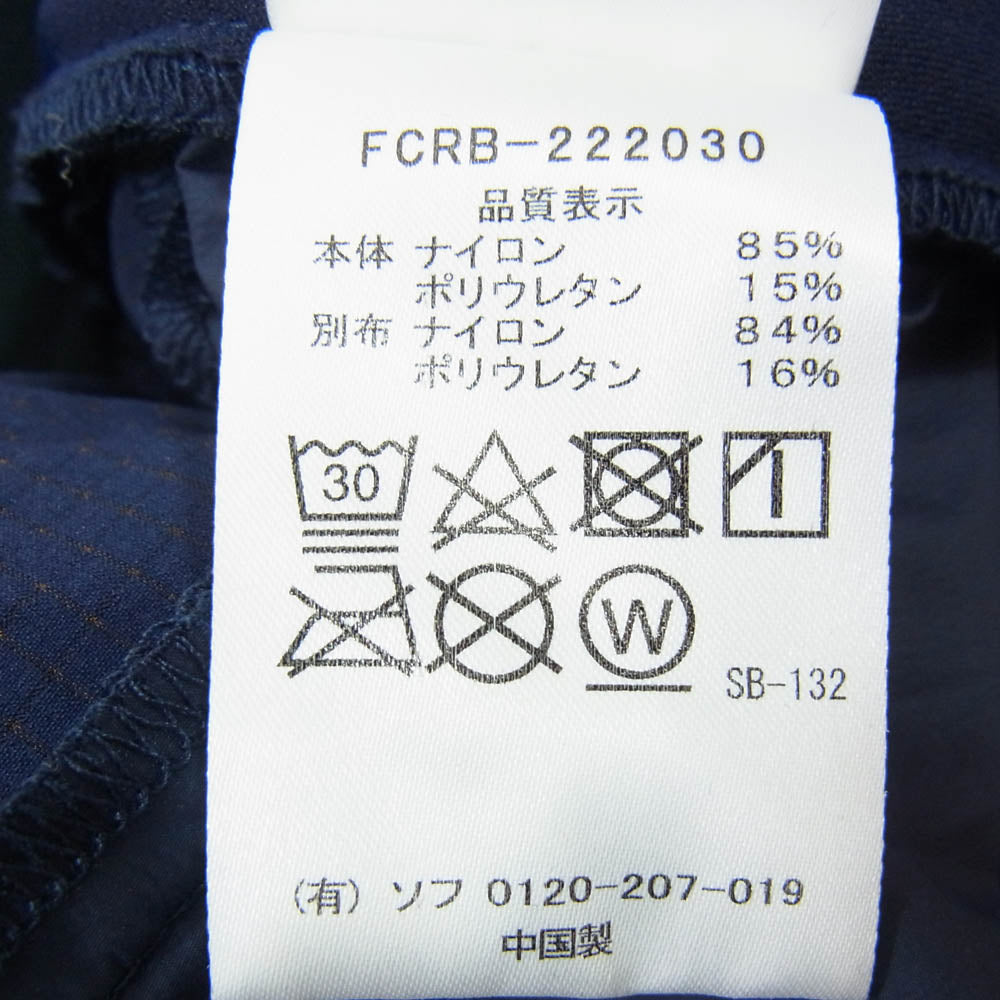 FCRB-222030
品質表示
本体 ナイロン 85%
ポリウレタン 15%
別布 ナイロン 84%
ポリウレタン 16%
30
W
SB-132
(有) ソフ 0120-207-019
中国製